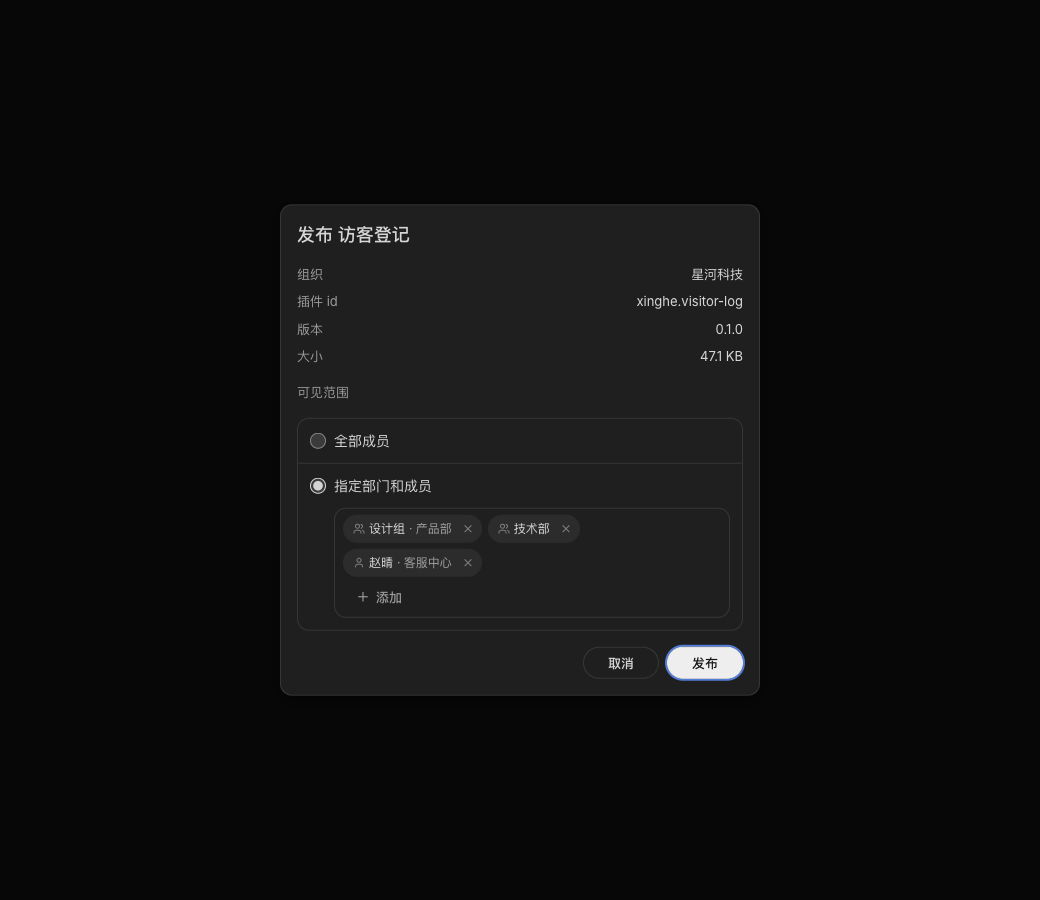 发布 访客登记
组织 星河科技
插件 id xinghe.visitor-log
版本 0.1.0
大小 47.1 KB
可见范围
全部成员
指定部门和成员
设计组 · 产品部 技术部
赵晴 · 客服中心
添加
取消 发布